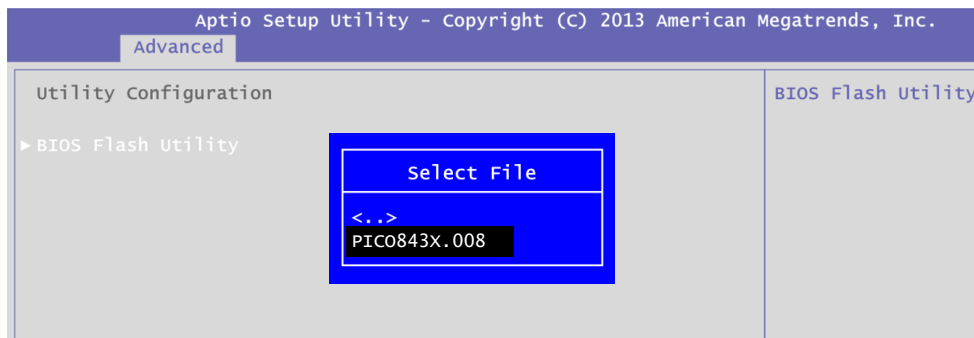 Aptio Setup Utility - Copyright (C) 2013 American Megatrends, Inc.
Advanced
Utility Configuration
BIOS Flash Utility
BIOS Flash Utility
Select File
<..>
PICO843X.008